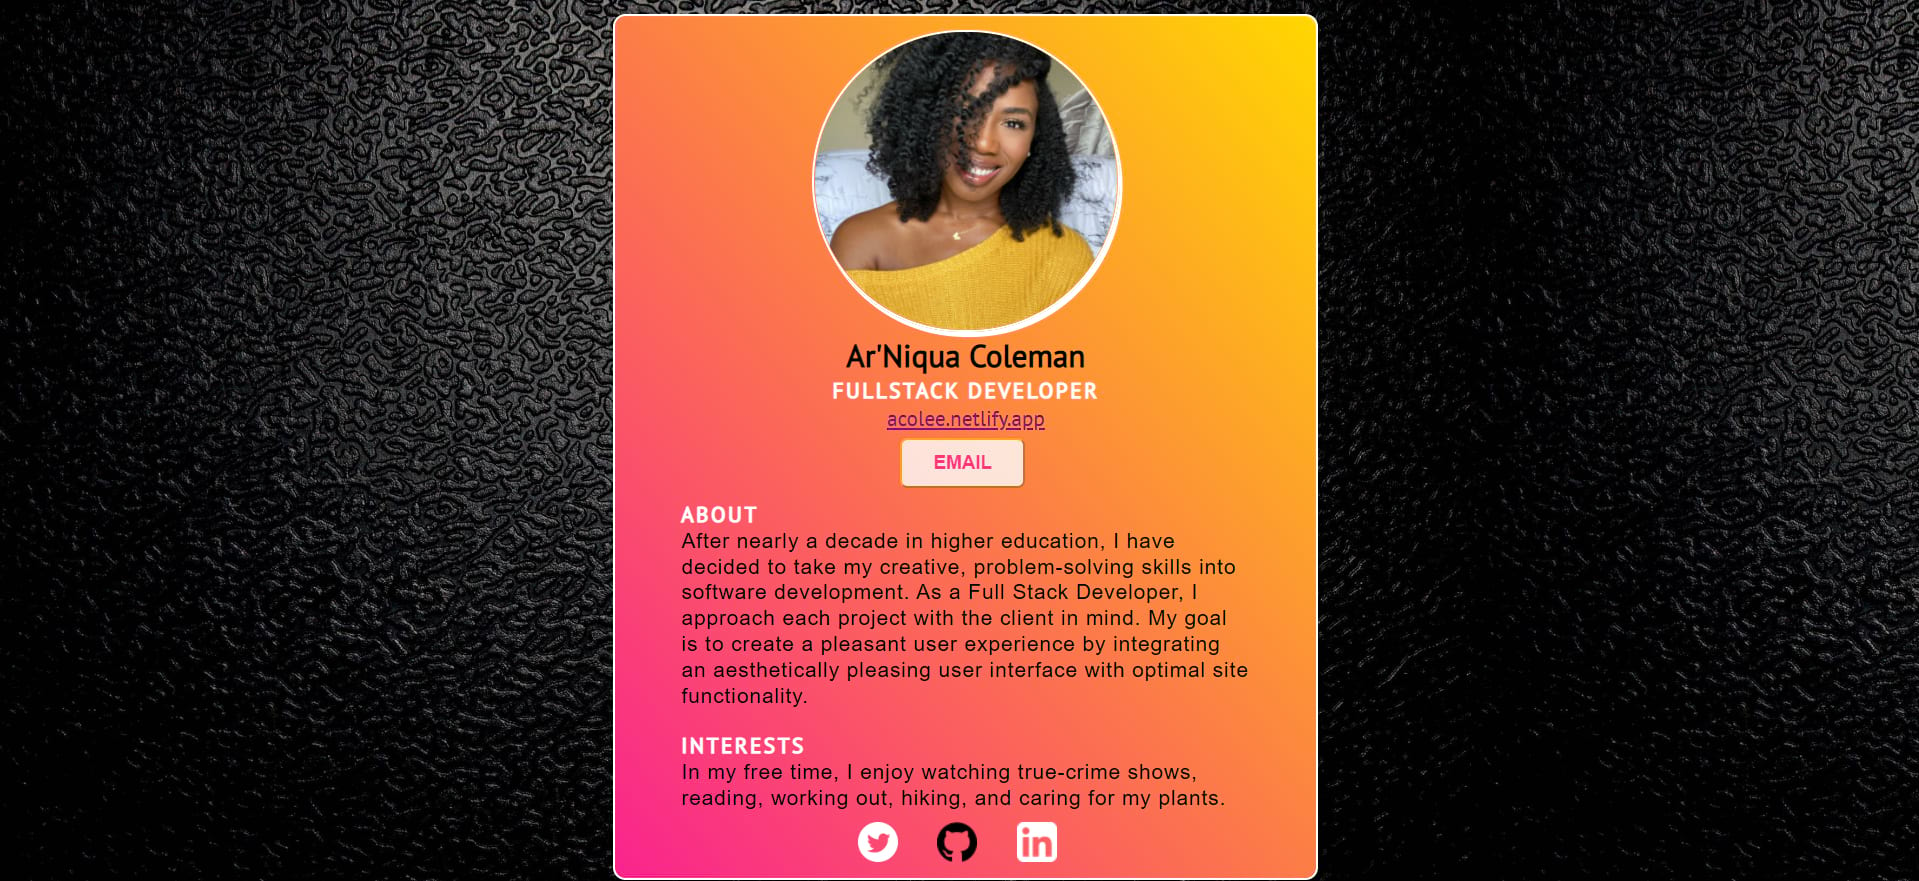 Ar'Niqua Coleman
FULLSTACK DEVELOPER
acolee.netlify.app
EMAIL
ABOUT
After nearly a decade in higher education, I have
decided to take my creative, problem-solving skills into
software development. As a Full Stack Developer, I
approach each project with the client in mind. My goal
is to create a pleasant user experience by integrating
an aesthetically pleasing user interface with optimal site
functionality.
INTERESTS
In my free time, I enjoy watching true-crime shows,
reading, working out, hiking, and caring for my plants.
in